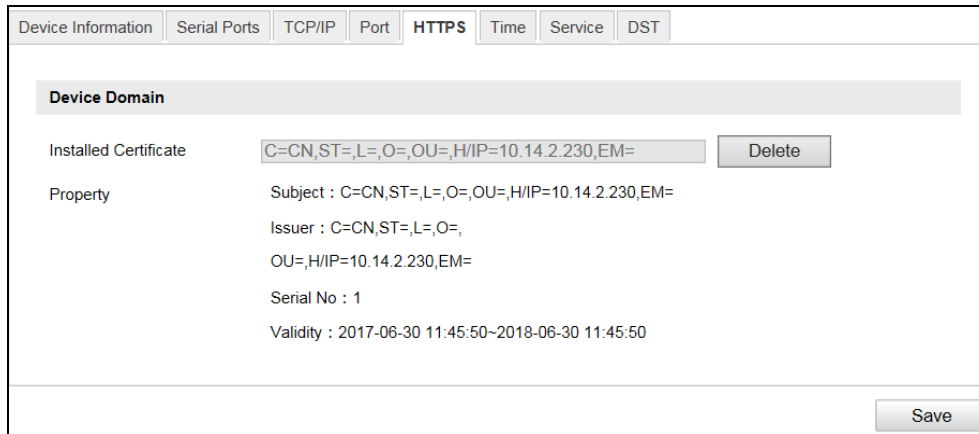 Device Information Serial Ports TCP/IP Port HTTPS Time Service DST
Device Domain
Installed Certificate C=CN,ST=,L=,O=,OU=,H/IP=10.14.2.230,EM= Delete
Property Subject：C=CN,ST=,L=,O=,OU=,H/IP=10.14.2.230,EM=
Issuer：C=CN,ST=,L=,O=,
OU=,H/IP=10.14.2.230,EM=
Serial No：1
Validity：2017-06-30 11:45:50~2018-06-30 11:45:50
Save